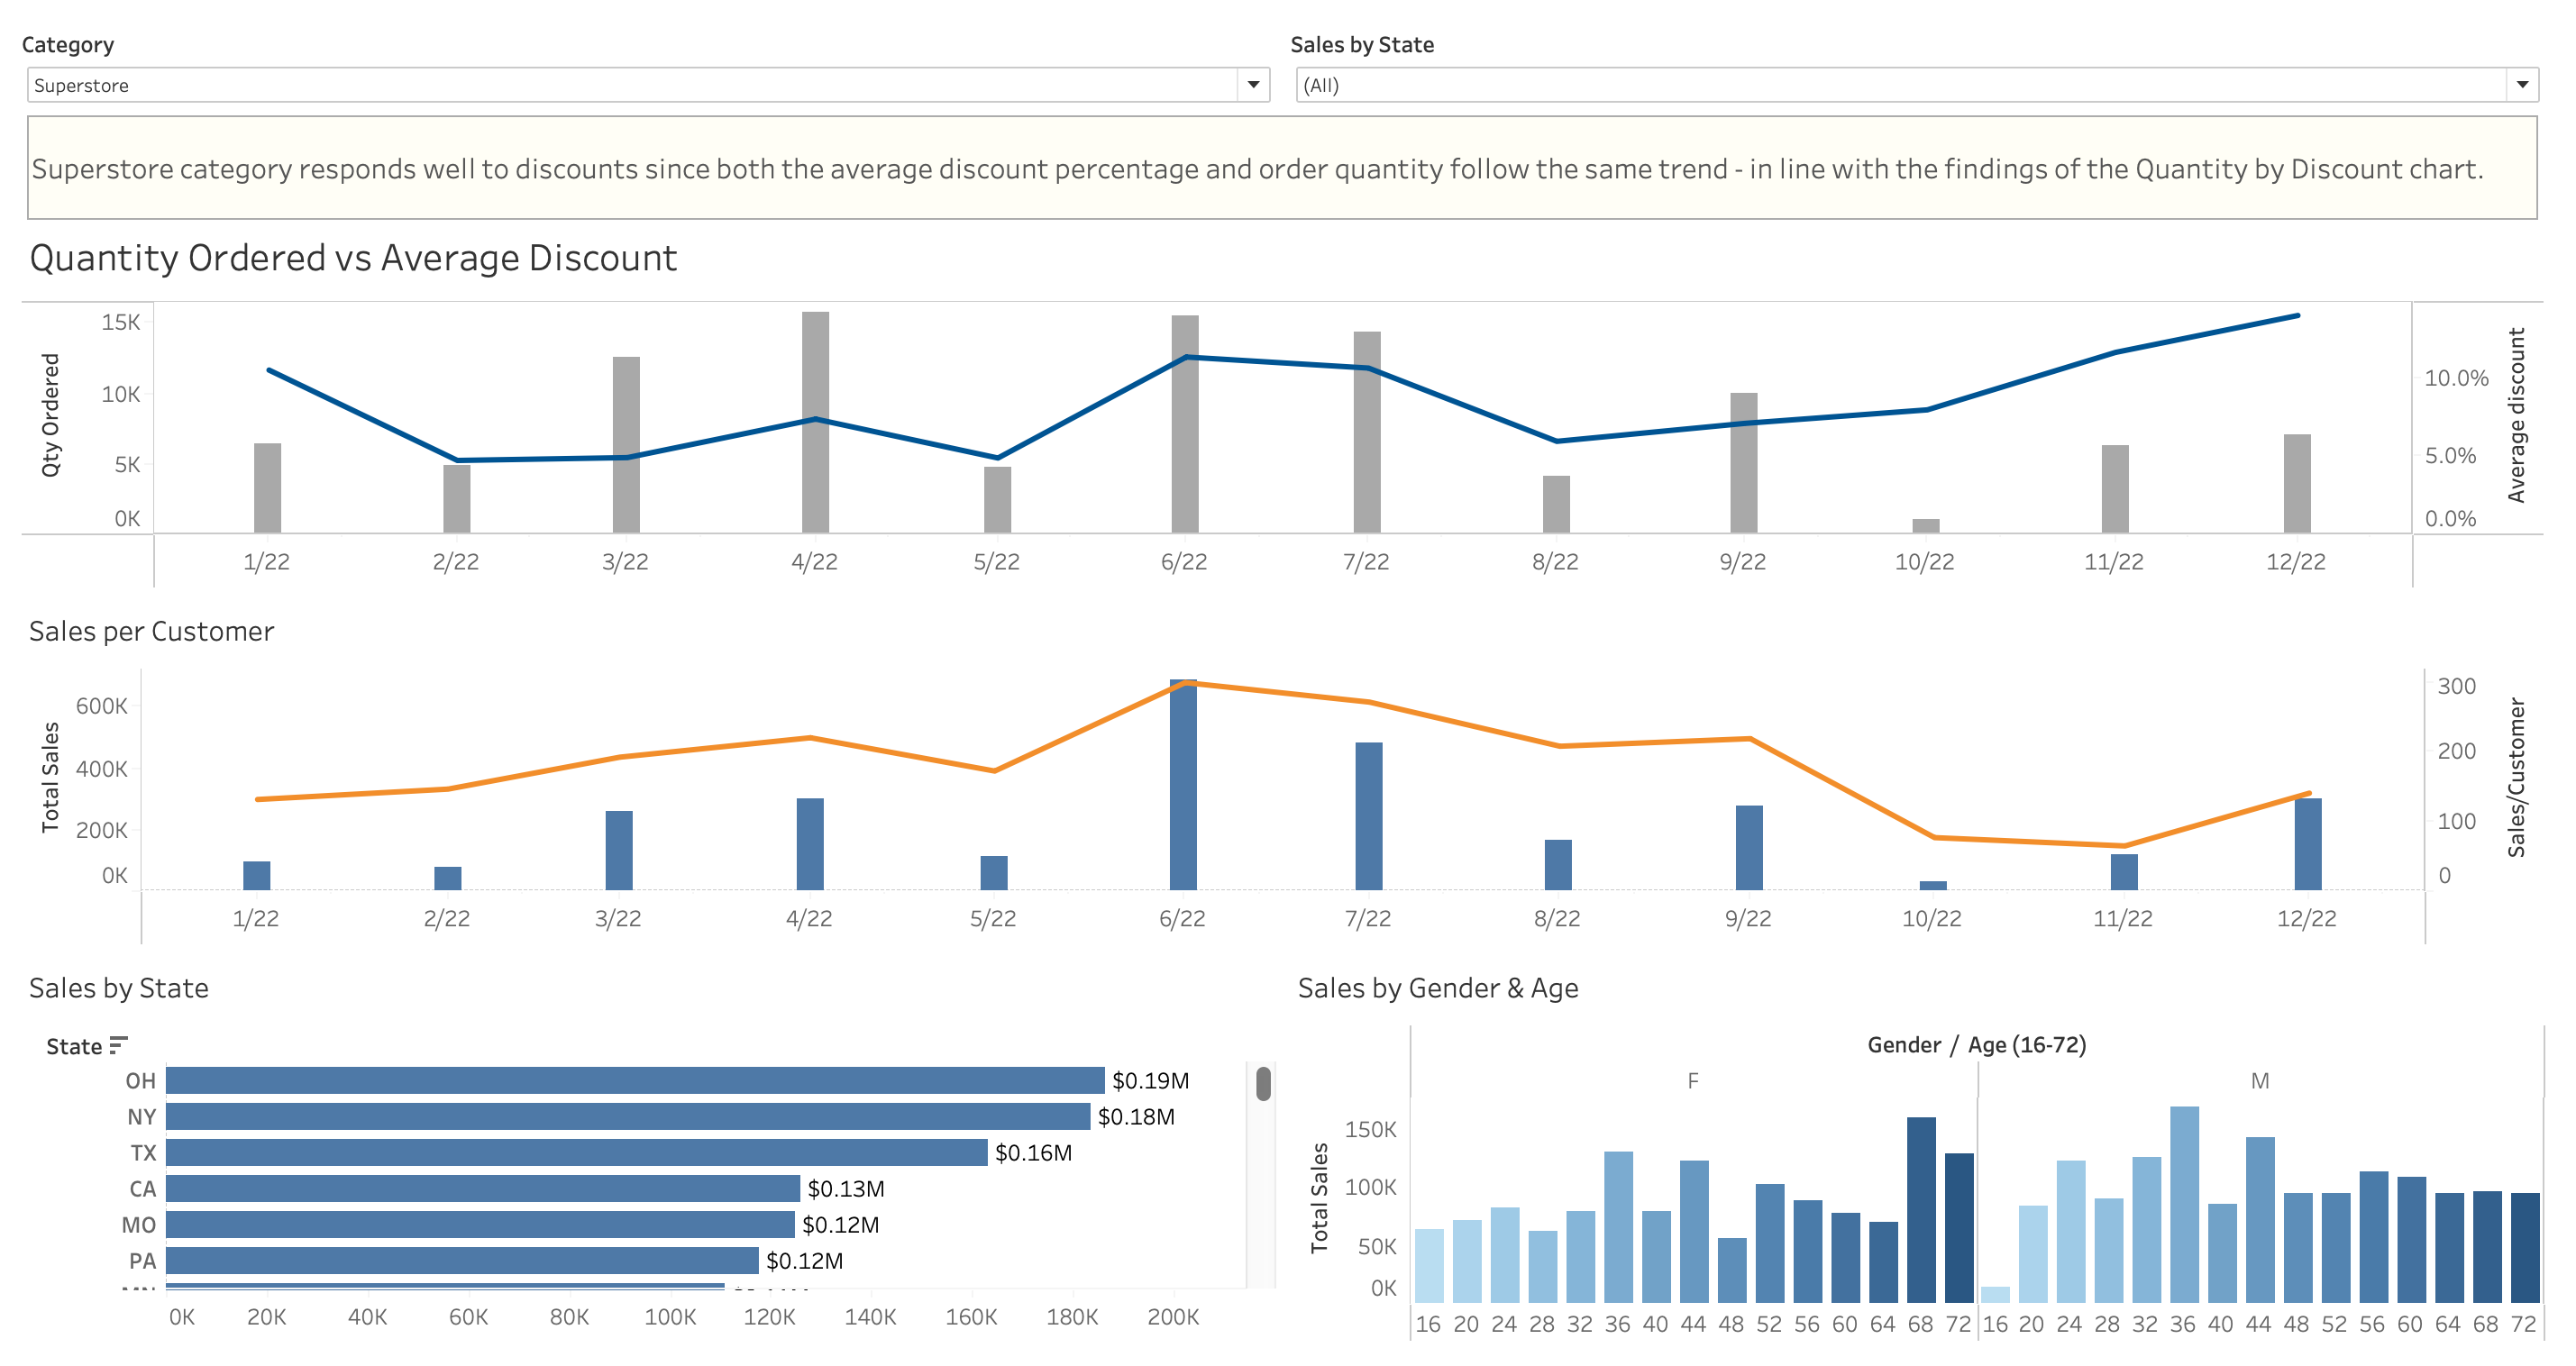 Category
Sales by State
Superstore
(All)
Superstore category responds well to discounts since both the average discount percentage and order quantity follow the same trend - in line with the findings of the Quantity by Discount chart.
Quantity Ordered vs Average Discount
Qty Ordered
15K
10K
5K
0K
10.0%
5.0%
0.0%
Average discount
1/22 2/22 3/22 4/22 5/22 6/22 7/22 8/22 9/22 10/22 11/22 12/22
Sales per Customer
Total Sales
600K
400K
200K
0K
300
200
100
0
Sales/Customer
1/22 2/22 3/22 4/22 5/22 6/22 7/22 8/22 9/22 10/22 11/22 12/22
Sales by State
State
OH $0.19M
NY $0.18M
TX $0.16M
CA $0.13M
MO $0.12M
PA $0.12M
0K 20K 40K 60K 80K 100K 120K 140K 160K 180K 200K
Sales by Gender & Age
Gender / Age (16-72)
F M
Total Sales
150K
100K
50K
0K
16 20 24 28 32 36 40 44 48 52 56 60 64 68 72 16 20 24 28 32 36 40 44 48 52 56 60 64 68 72